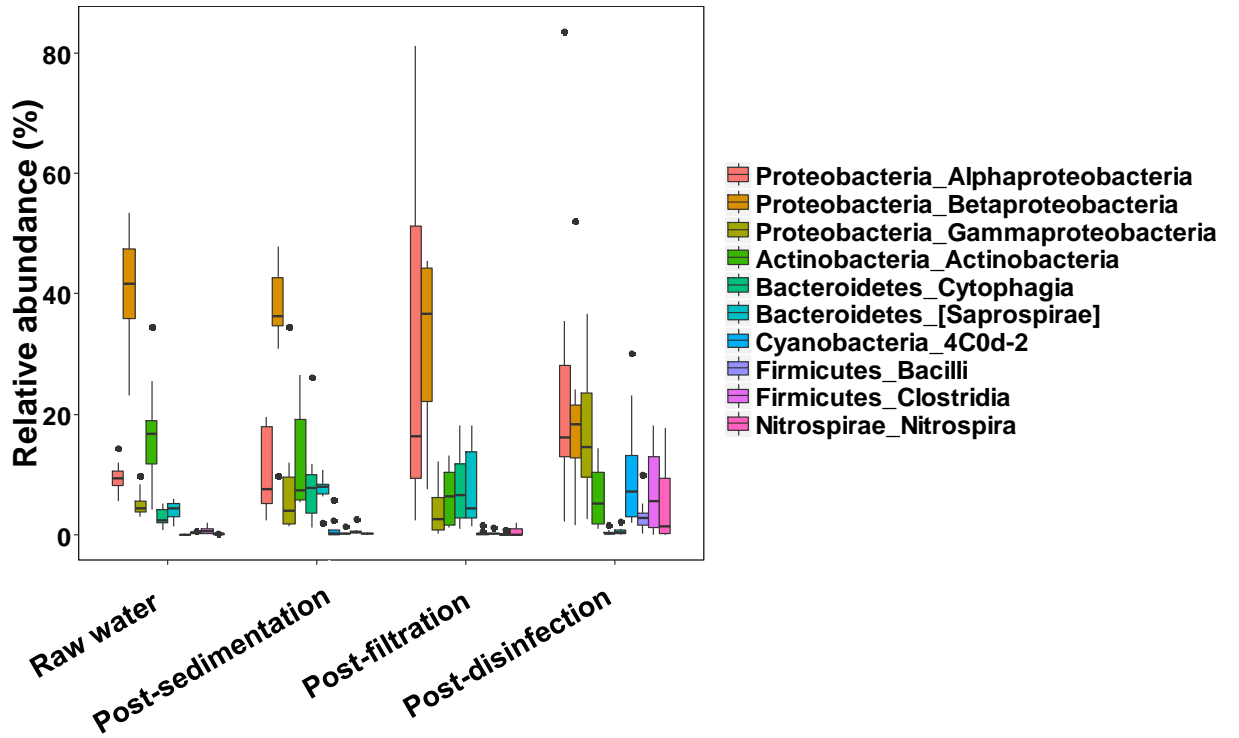 Relative abundance (%)
80
60
40
20
0
Raw water
Post-sedimentation
Post-filtration
Post-disinfection
Proteobacteria_Alphaproteobacteria
Proteobacteria_Betaproteobacteria
Proteobacteria_Gammaproteobacteria
Actinobacteria_Actinobacteria
Bacteroidetes_Cytophagia
Bacteroidetes_[Saprospirae]
Cyanobacteria_4C0d-2
Firmicutes_Bacilli
Firmicutes_Clostridia
Nitrospirae_Nitrospira